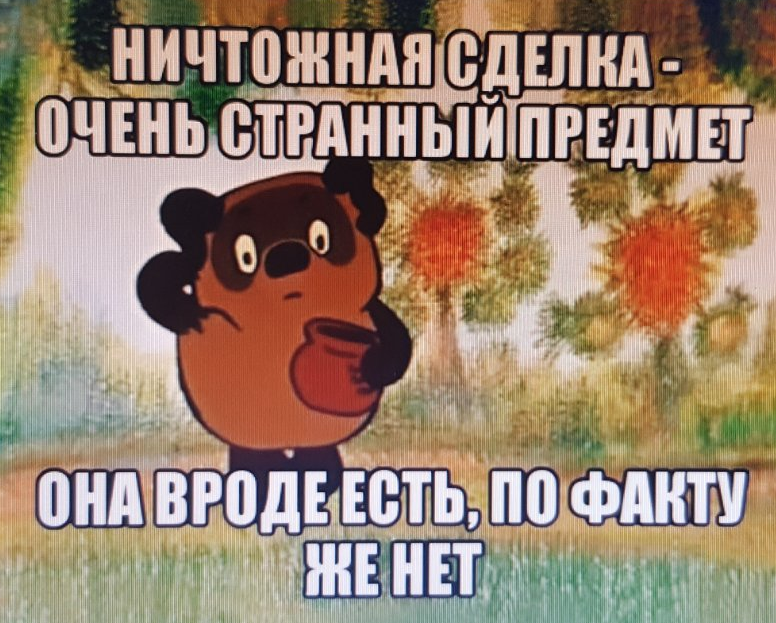 НИЧТОЖНАЯ СДЕЛКА -
ОЧЕНЬ СТРАННЫЙ ПРЕДМЕТ
ОНА ВРОДЕ ЕСТЬ, ПО ФАКТУ
ЖЕ НЕТ